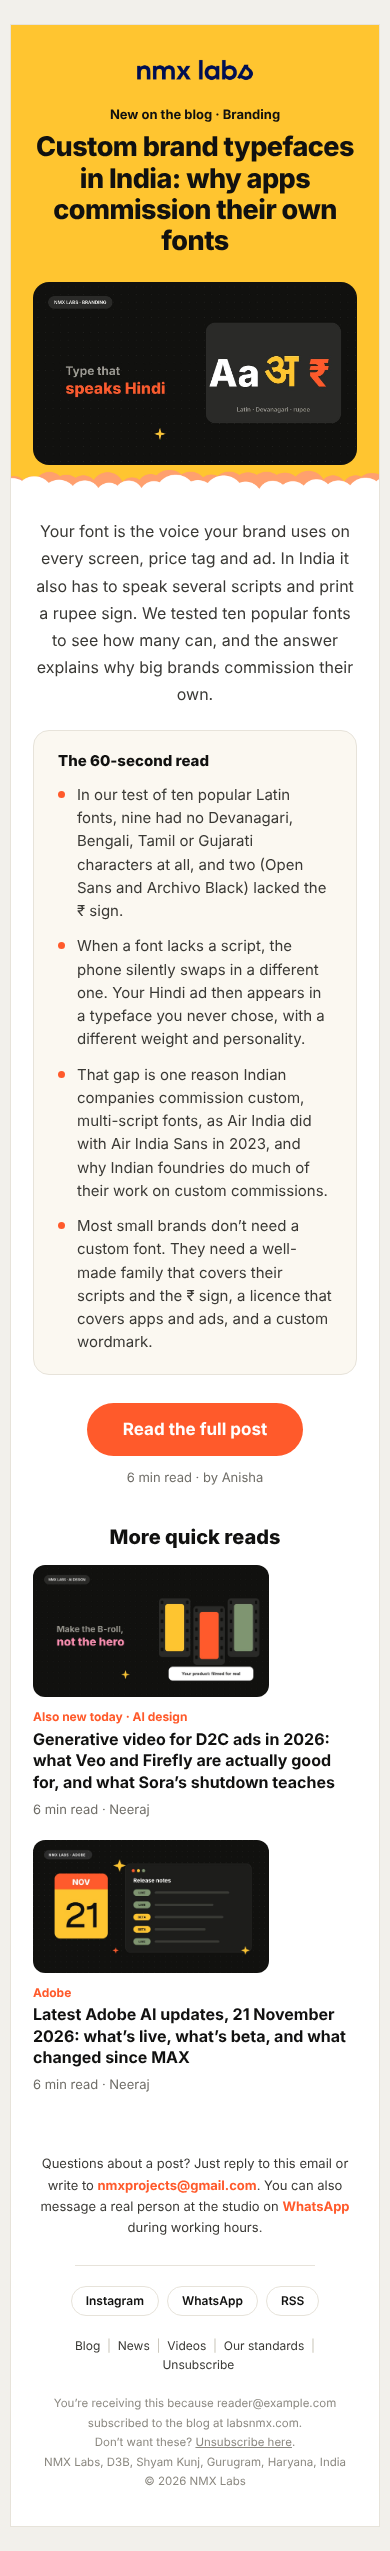 nmx labs
New on the blog · Branding
Custom brand typefaces
in India: why apps
commission their own
fonts
NMX LABS · BRANDING
Type that
speaks Hindi
Aa अ ₹
Latin · Devanagari · rupee
Your font is the voice your brand uses on
every screen, price tag and ad. In India it
also has to speak several scripts and print
a rupee sign. We tested ten popular fonts
to see how many can, and the answer
explains why big brands commission their
own.
The 60-second read
In our test of ten popular Latin
fonts, nine had no Devanagari,
Bengali, Tamil or Gujarati
characters at all, and two (Open
Sans and Archivo Black) lacked the
₹ sign.
When a font lacks a script, the
phone silently swaps in a different
one. Your Hindi ad then appears in
a typeface you never chose, with a
different weight and personality.
That gap is one reason Indian
companies commission custom,
multi-script fonts, as Air India did
with Air India Sans in 2023, and
why Indian foundries do much of
their work on custom commissions.
Most small brands don’t need a
custom font. They need a well-
made family that covers their
scripts and the ₹ sign, a licence that
covers apps and ads, and a custom
wordmark.
Read the full post
6 min read · by Anisha
More quick reads
NMX LABS · AI DESIGN
Make the B-roll,
not the hero
Your product: filmed for real
Also new today · AI design
Generative video for D2C ads in 2026:
what Veo and Firefly are actually good
for, and what Sora’s shutdown teaches
6 min read · Neeraj
NMX LABS · ADOBE
NOV
21
Release notes
BETA
BETA
Adobe
Latest Adobe AI updates, 21 November
2026: what’s live, what’s beta, and what
changed since MAX
6 min read · Neeraj
Questions about a post? Just reply to this email or
write to nmxprojects@gmail.com. You can also
message a real person at the studio on WhatsApp
during working hours.
Instagram WhatsApp RSS
Blog | News | Videos | Our standards |
Unsubscribe
You’re receiving this because reader@example.com
subscribed to the blog at labsnmx.com.
Don’t want these? Unsubscribe here.
NMX Labs, D3B, Shyam Kunj, Gurugram, Haryana, India
© 2026 NMX Labs